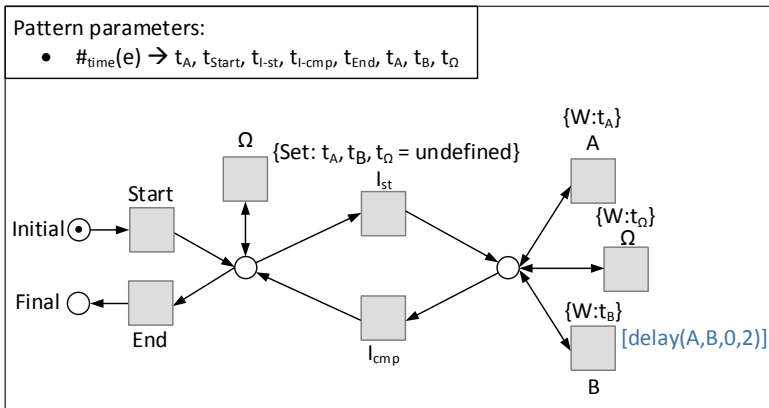 Pattern parameters:
• #time(e) → tA, tStart, tI-st, tI-cmp, tEnd, tA, tB, tΩ
{W:tA}
A
Ω
{Set: tA, tB, tΩ = undefined}
Ist
Start
{W:tΩ}
Ω
Initial
Final
End
Icmp
{W:tB}
[delay(A,B,0,2)]
B